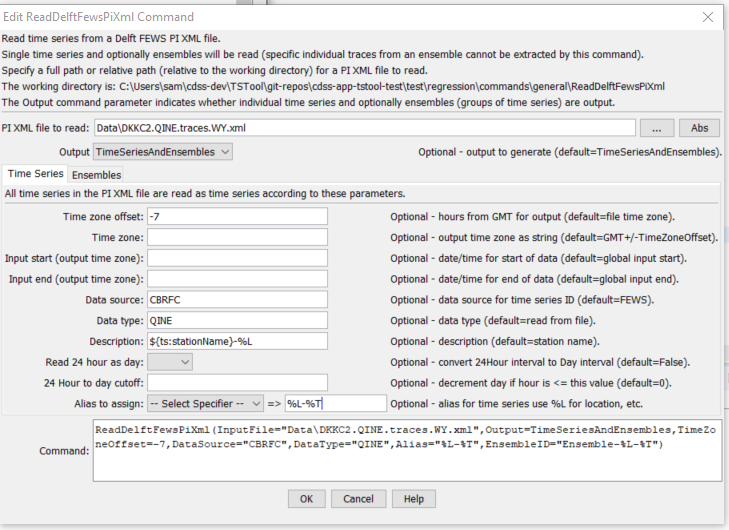 Edit ReadDelftFewsPiXml Command
Read time series from a Delft FEWS PI XML file.
Single time series and optionally ensembles will be read (specific individual traces from an ensemble cannot be extracted by this command).
Specify a full path or relative path (relative to the working directory) for a PI XML file to read.
The working directory is: C:\Users\sam\cdss-dev\TSTool\git-repos\cdss-app-tstool-test\test\regression\commands\general\ReadDelftFewsPiXml
The Output command parameter indicates whether individual time series and optionally ensembles (groups of time series) are output.
PI XML file to read: Data\DKKC2.QINE.traces.WY.xml ... Abs
Output TimeSeriesAndEnsembles Optional - output to generate (default=TimeSeriesAndEnsembles).
Time Series Ensembles
All time series in the PI XML file are read as time series according to these parameters.
Time zone offset: -7 Optional - hours from GMT for output (default=file time zone).
Time zone: Optional - output time zone as string (default=GMT+/-TimeZoneOffset).
Input start (output time zone): Optional - date/time for start of data (default=global input start).
Input end (output time zone): Optional - date/time for end of data (default=global input end).
Data source: CBRFC Optional - data source for time series ID (default=FEWS).
Data type: QINE Optional - data type (default=read from file).
Description: ${ts:stationName}-%L Optional - description (default=station name).
Read 24 hour as day: Optional - convert 24Hour interval to Day interval (default=False).
24 Hour to day cutoff: Optional - decrement day if hour is <= this value (default=0).
Alias to assign: -- Select Specifier -- => %L-%T Optional - alias for time series use %L for location, etc.
Command: ReadDelftFewsPiXml(InputFile="Data\DKKC2.QINE.traces.WY.xml",Output=TimeSeriesAndEnsembles,TimeZo
neOffset=-7,DataSource="CBRFC",DataType="QINE",Alias="%L-%T",EnsembleID="Ensemble-%L-%T")
OK Cancel Help